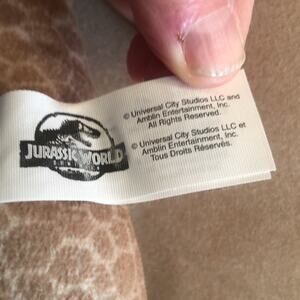 JURASSIC WORLD
© Universal City Studios LLC and
Amblin Entertainment, Inc.
All Rights Reserved.
© Universal City Studios LLC et
Amblin Entertainment, Inc.
Tous Droits Réservés.